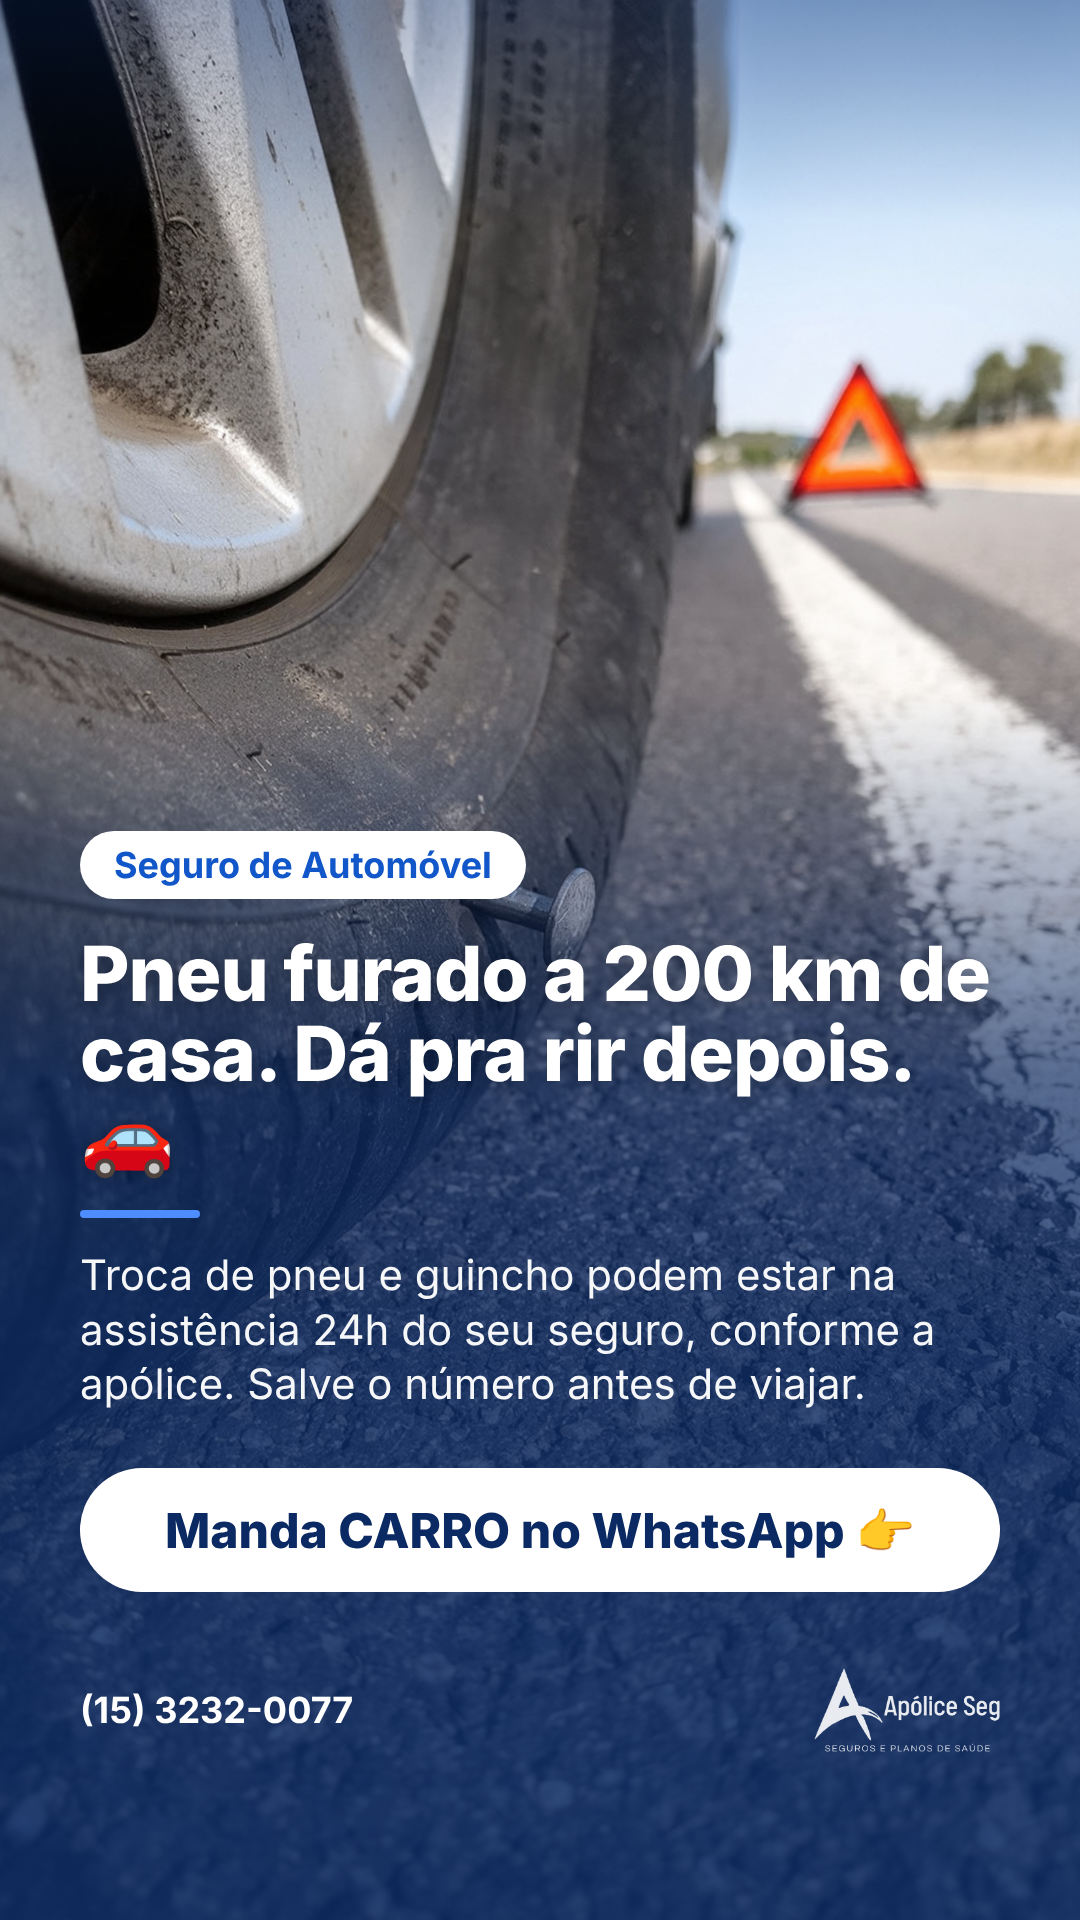 Seguro de Automóvel
Pneu furado a 200 km de
casa. Dá pra rir depois.
🚗
Troca de pneu e guincho podem estar na
assistência 24h do seu seguro, conforme a
apólice. Salve o número antes de viajar.
Manda CARRO no WhatsApp 👉
(15) 3232-0077
Apólice Seg
SEGUROS E PLANOS DE SAÚDE